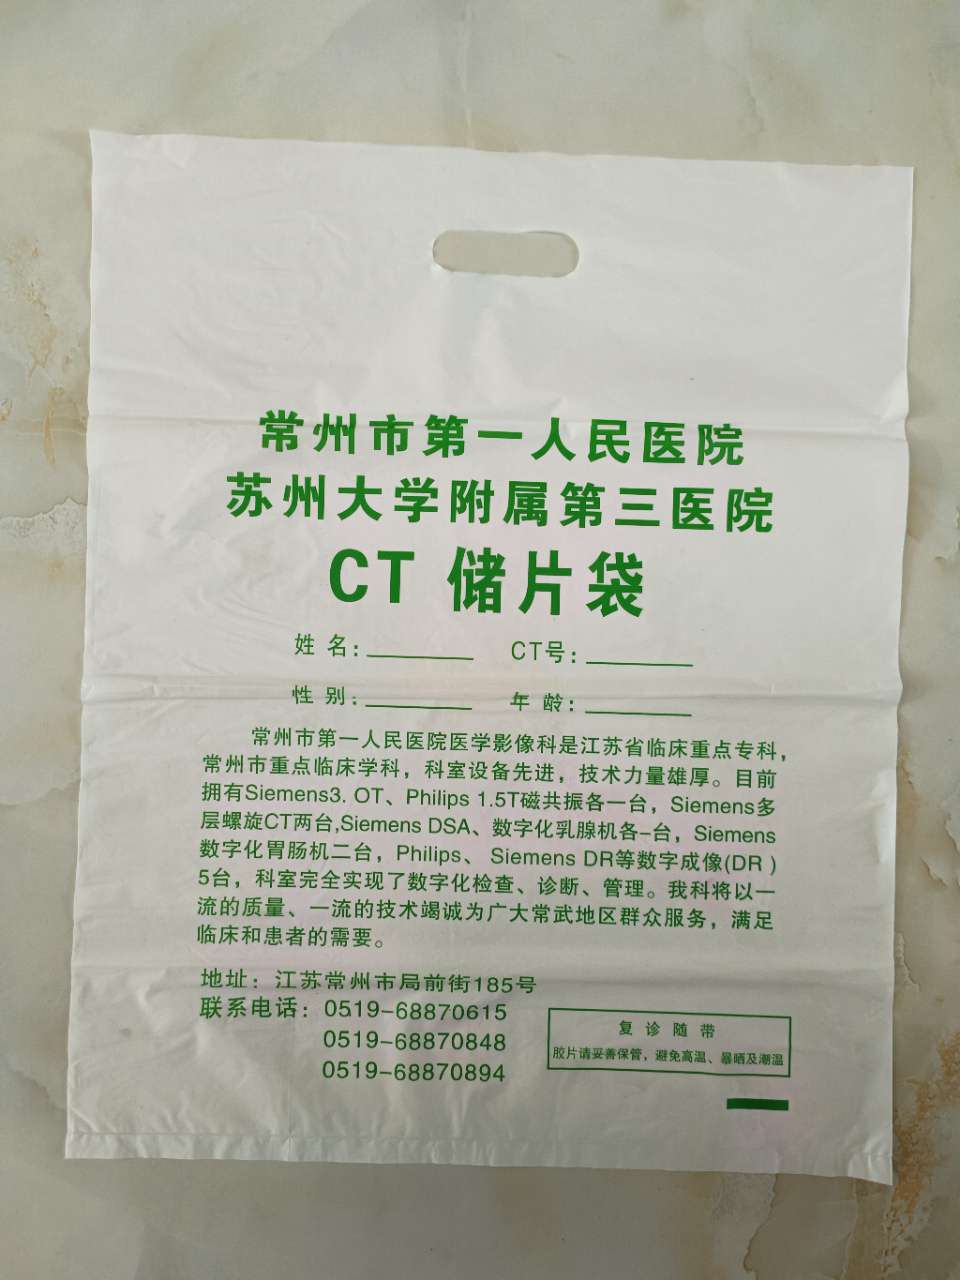 常州市第一人民医院
苏州大学附属第三医院
CT 储片袋
姓 名：________ CT号：________
性 别：________ 年 龄：________
常州市第一人民医院医学影像科是江苏省临床重点专科，
常州市重点临床学科，科室设备先进，技术力量雄厚。目前
拥有Siemens3. OT、Philips 1.5T磁共振各一台，Siemens多
层螺旋CT两台,Siemens DSA、数字化乳腺机各-台，Siemens
数字化胃肠机二台，Philips、 Siemens DR等数字成像(DR )
5台，科室完全实现了数字化检查、诊断、管理。我科将以一
流的质量、一流的技术竭诚为广大常武地区群众服务，满足
临床和患者的需要。
地址：江苏常州市局前街185号
联系电话：0519-68870615
0519-68870848
0519-68870894
复 诊 随 带
胶片请妥善保管，避免高温、暴晒及潮温